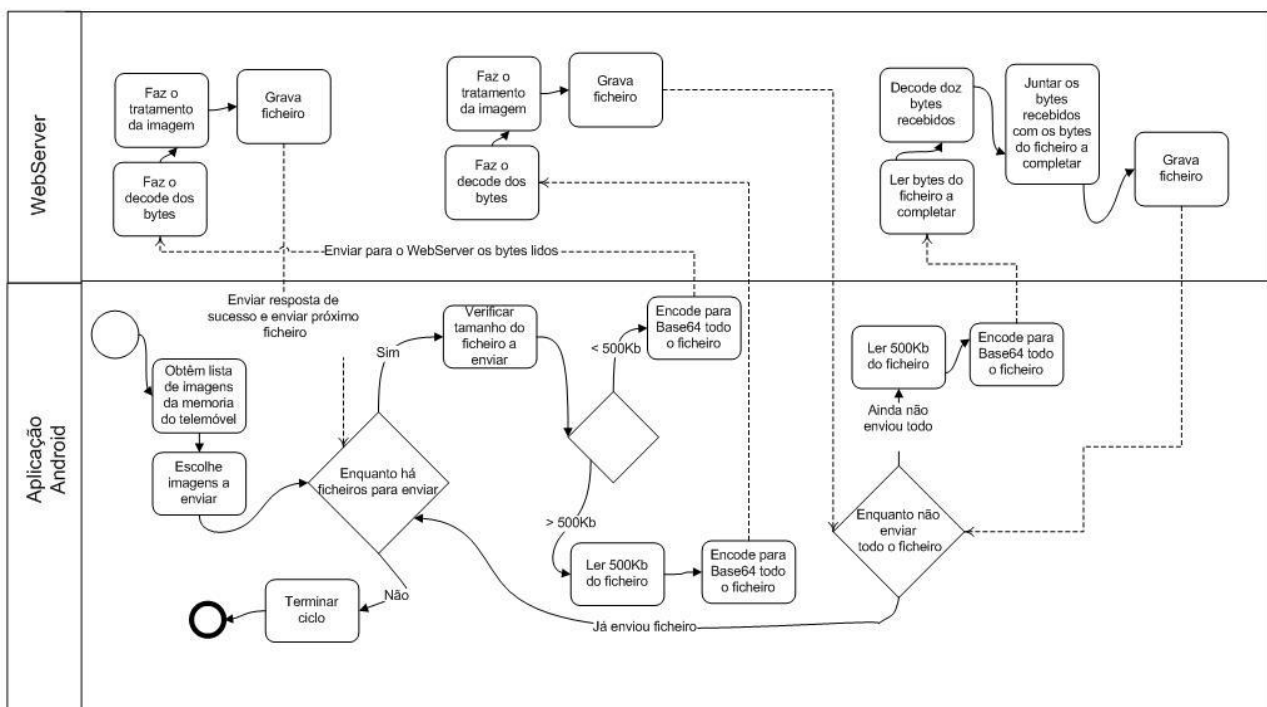 WebServer
Faz o
tratamento
da imagem
Grava
ficheiro
Faz o
decode dos
bytes
Faz o
tratamento
da imagem
Grava
ficheiro
Faz o
decode dos
bytes
Decode doz
bytes
recebidos
Juntar os
bytes
recebidos
com os bytes
do ficheiro a
completar
Ler bytes do
ficheiro a
completar
Grava
ficheiro
Enviar para o WebServer os bytes lidos
Aplicação
Android
Enviar resposta de
sucesso e enviar próximo
ficheiro
Obtêm lista
de imagens
da memoria
do telemóvel
Escolhe
imagens a
enviar
Enquanto há
ficheiros para enviar
Sim
Verificar
tamanho do
ficheiro a
enviar
< 500Kb
Encode para
Base64 todo
o ficheiro
> 500Kb
Ler 500Kb
do ficheiro
Encode para
Base64 todo
o ficheiro
Ler 500Kb
do ficheiro
Encode para
Base64 todo
o ficheiro
Ainda não
enviou todo
Enquanto não
enviar
todo o ficheiro
Já enviou ficheiro
Não
Terminar
ciclo